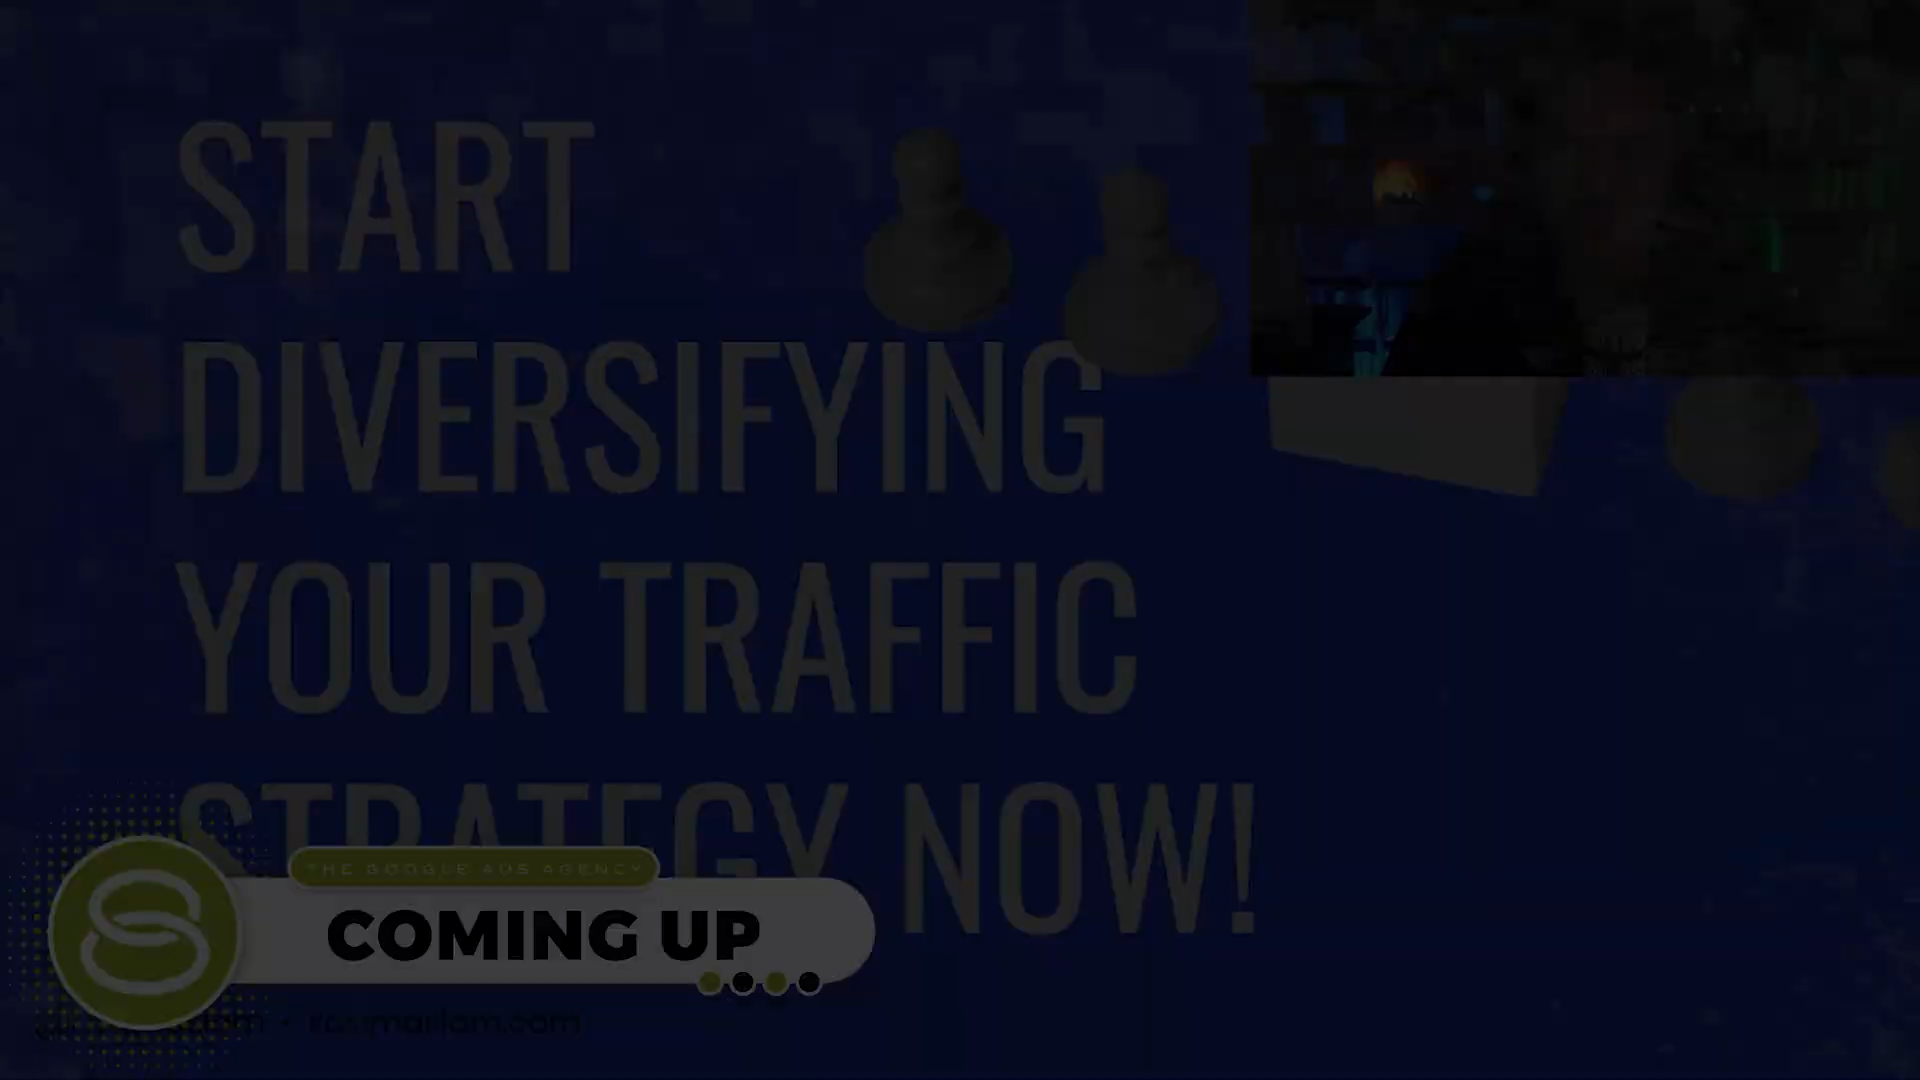 START
DIVERSIFYING
YOUR TRAFFIC
STRATEGY NOW!
THE GOOGLE ADS AGENCY
COMING UP